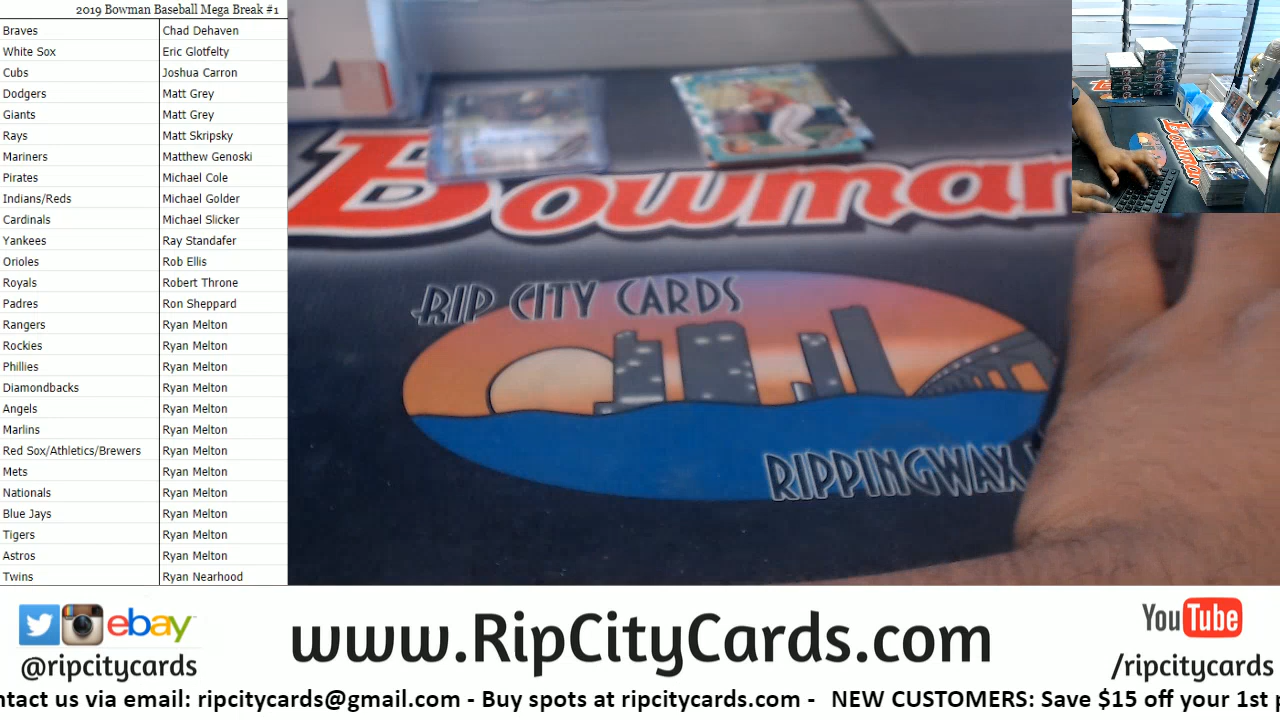 2019 Bowman Baseball Mega Break #1
Braves Chad Dehaven
White Sox Eric Glotfelty
Cubs Joshua Carron
Dodgers Matt Grey
Giants Matt Grey
Rays Matt Skripsky
Mariners Matthew Genoski
Pirates Michael Cole
Indians/Reds Michael Golder
Cardinals Michael Slicker
Yankees Ray Standafer
Orioles Rob Ellis
Royals Robert Throne
Padres Ron Sheppard
Rangers Ryan Melton
Rockies Ryan Melton
Phillies Ryan Melton
Diamondbacks Ryan Melton
Angels Ryan Melton
Marlins Ryan Melton
Red Sox/Athletics/Brewers Ryan Melton
Mets Ryan Melton
Nationals Ryan Melton
Blue Jays Ryan Melton
Tigers Ryan Melton
Astros Ryan Melton
Twins Ryan Nearhood
Bowman
RIP CITY CARDS
RIPPINGWAX
Bowman
ebay
@ripcitycards
www.RipCityCards.com
YouTube
/ripcitycards
ntact us via email: ripcitycards@gmail.com - Buy spots at ripcitycards.com - NEW CUSTOMERS: Save $15 off your 1st p